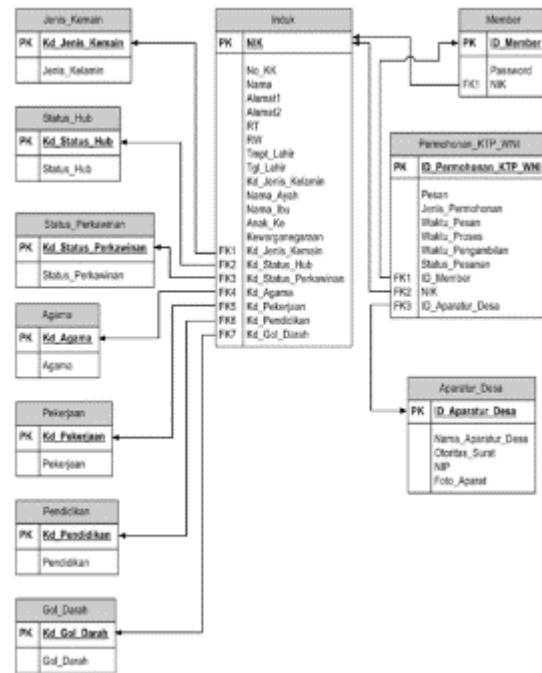 Jenis_Kemain
PK Kd_Jenis_Kemain
Jenis_Kelamin
Status_Hub
PK Kd_Status_Hub
Status_Hub
Status_Perkawinan
PK Kd_Status_Perkawinan
Status_Perkawinan
Agama
PK Kd_Agama
Agama
Pekerjaan
PK Kd_Pekerjaan
Pekerjaan
Pendidikan
PK Kd_Pendidikan
Pendidikan
Gol_Darah
PK Kd_Gol_Darah
Gol_Darah
Induk
PK NIK
No_KK
Nama
Alamat1
Alamat2
RT
RW
Tmpt_Lahir
Tgl_Lahir
Kd_Jenis_Kelamin
Nama_Ayah
Nama_Ibu
Anak_Ke
Kewarganegaraan
FK1 Kd_Jenis_Kemain
FK2 Kd_Status_Hub
FK3 Kd_Status_Perkawinan
FK4 Kd_Agama
FK5 Kd_Pekerjaan
FK6 Kd_Pendidikan
FK7 Kd_Gol_Darah
Member
PK ID_Member
Password
FK1 NIK
Permohonan_KTP_WNI
PK ID_Permohonan_KTP_WNI
Pesan
Jenis_Permohonan
Waktu_Pesan
Waktu_Proses
Waktu_Pengambilan
Status_Pesanan
FK1 ID_Member
FK2 NIK
FK3 ID_Aparatur_Desa
Aparatur_Desa
PK ID_Aparatur_Desa
Nama_Aparatur_Desa
Otoritas_Surat
NIP
Foto_Aparat